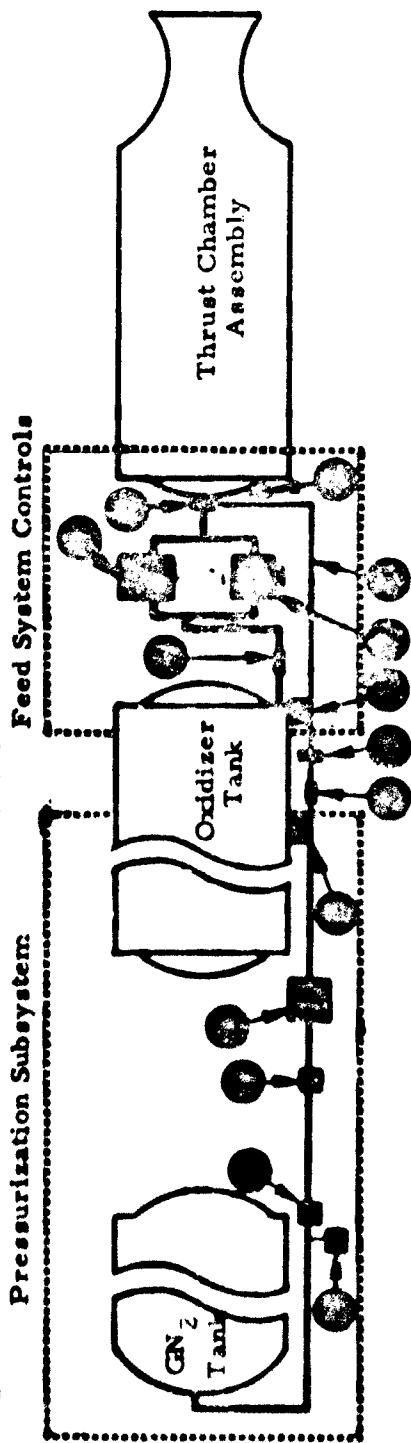 Pressurization Subsystem
Feed System Controls
GN2
Tank
Oxidizer
Tank
Thrust Chamber
Assembly